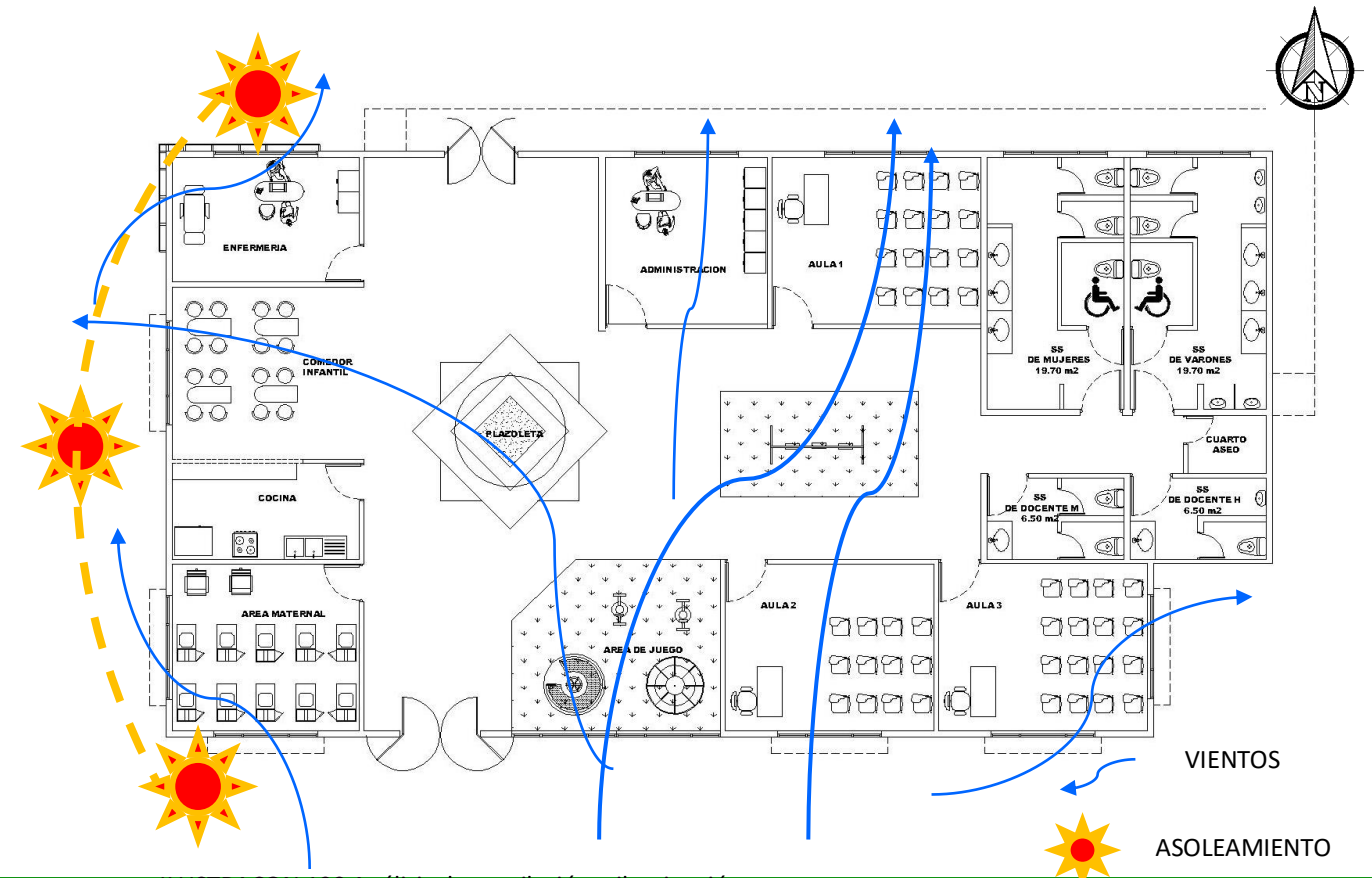 N
ENFERMERIA
ADMINISTRACION
AULA 1
COMEDOR
INFANTIL
SS
DE MUJERES
19.70 m2
SS
DE VARONES
19.70 m2
PLAZOLETA
CUARTO
ASEO
COCINA
SS
DE DOCENTE M
6.50 m2
SS
DE DOCENTE H
6.50 m2
AREA MATERNAL
AULA 2
AULA 3
AREA DE JUEGO
VIENTOS
ASOLEAMIENTO